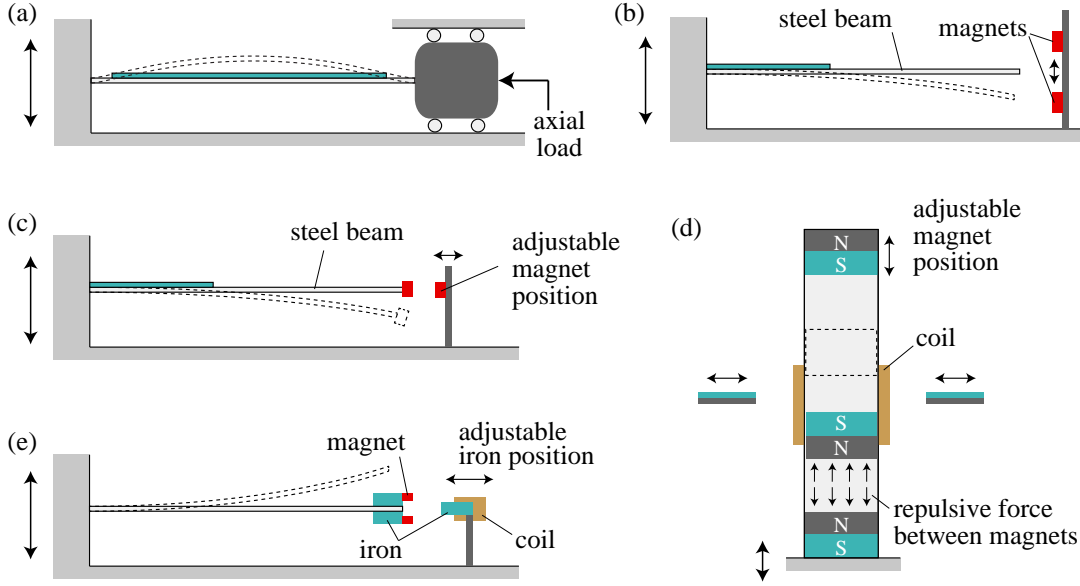 (a)
axial
load
(b)
steel beam
magnets
(c)
steel beam
adjustable
magnet
position
(d)
N
S
adjustable
magnet
position
coil
S
N
repulsive force
between magnets
N
S
(e)
magnet
adjustable
iron position
iron
coil